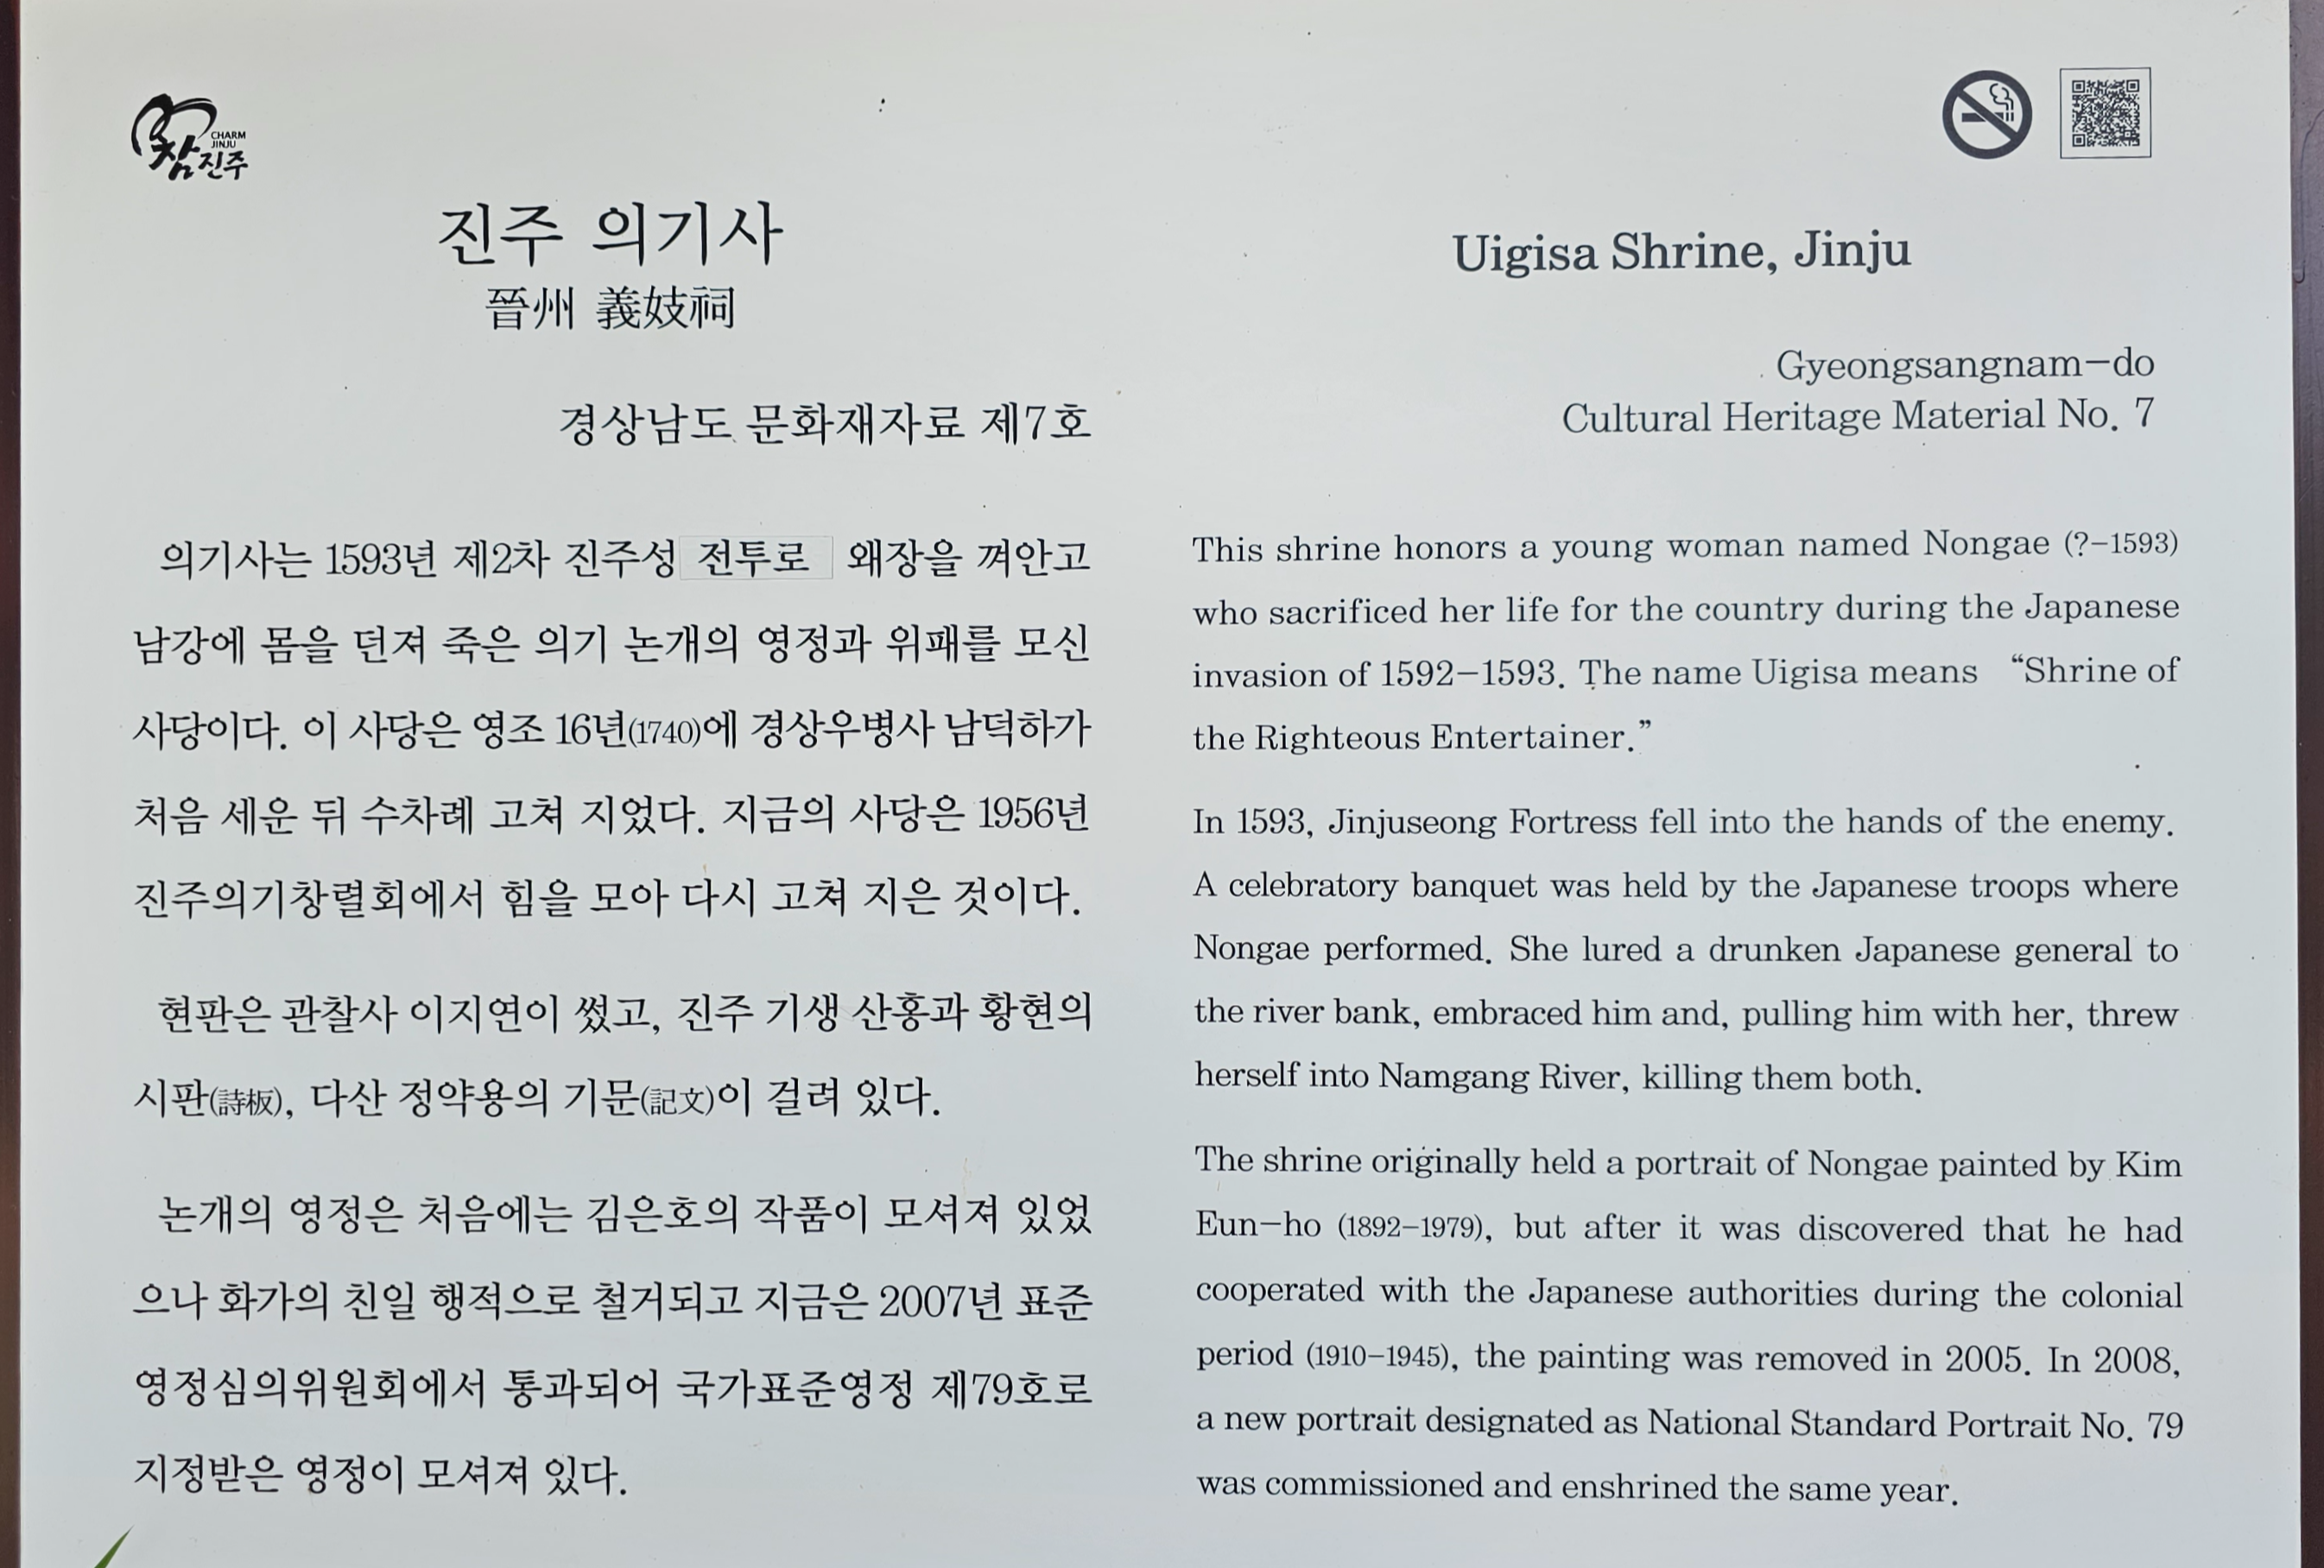 CHARM
JINJU
참진주
진주 의기사
晉州 義妓祠
경상남도 문화재자료 제7호
의기사는 1593년 제2차 진주성 전투로 왜장을 껴안고
남강에 몸을 던져 죽은 의기 논개의 영정과 위패를 모신
사당이다. 이 사당은 영조 16년(1740)에 경상우병사 남덕하가
처음 세운 뒤 수차례 고쳐 지었다. 지금의 사당은 1956년
진주의기창렬회에서 힘을 모아 다시 고쳐 지은 것이다.
현판은 관찰사 이지연이 썼고, 진주 기생 산홍과 황현의
시판(詩板), 다산 정약용의 기문(記文)이 걸려 있다.
논개의 영정은 처음에는 김은호의 작품이 모셔져 있었
으나 화가의 친일 행적으로 철거되고 지금은 2007년 표준
영정심의위원회에서 통과되어 국가표준영정 제79호로
지정받은 영정이 모셔져 있다.
Uigisa Shrine, Jinju
Gyeongsangnam-do
Cultural Heritage Material No. 7
This shrine honors a young woman named Nongae (?-1593)
who sacrificed her life for the country during the Japanese
invasion of 1592-1593. The name Uigisa means “Shrine of
the Righteous Entertainer.”
In 1593, Jinjuseong Fortress fell into the hands of the enemy.
A celebratory banquet was held by the Japanese troops where
Nongae performed. She lured a drunken Japanese general to
the river bank, embraced him and, pulling him with her, threw
herself into Namgang River, killing them both.
The shrine originally held a portrait of Nongae painted by Kim
Eun-ho (1892-1979), but after it was discovered that he had
cooperated with the Japanese authorities during the colonial
period (1910-1945), the painting was removed in 2005. In 2008,
a new portrait designated as National Standard Portrait No. 79
was commissioned and enshrined the same year.